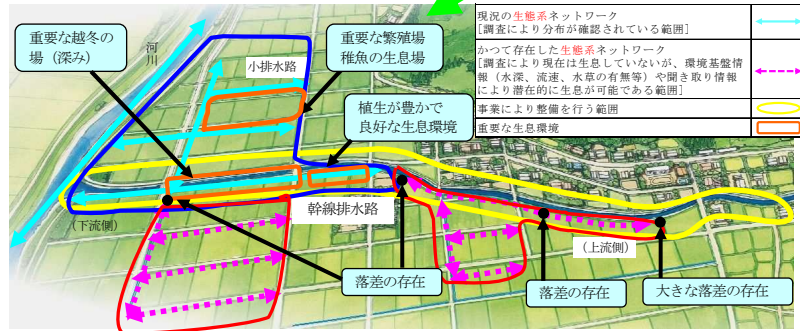 重要な越冬の
場（深み）
河川
小排水路
重要な繁殖場
稚魚の生息場
植生が豊かで
良好な生息環境
現況の生態系ネットワーク
[調査により分布が確認されている範囲]
かつて存在した生態系ネットワーク
[調査により現在は生息していないが、環境基盤情
報（水深、流速、水草の有無等）や聞き取り情報
により潜在的に生息が可能である範囲]
事業により整備を行う範囲
重要な生息環境
（下流側）
幹線排水路
（上流側）
落差の存在
落差の存在
大きな落差の存在